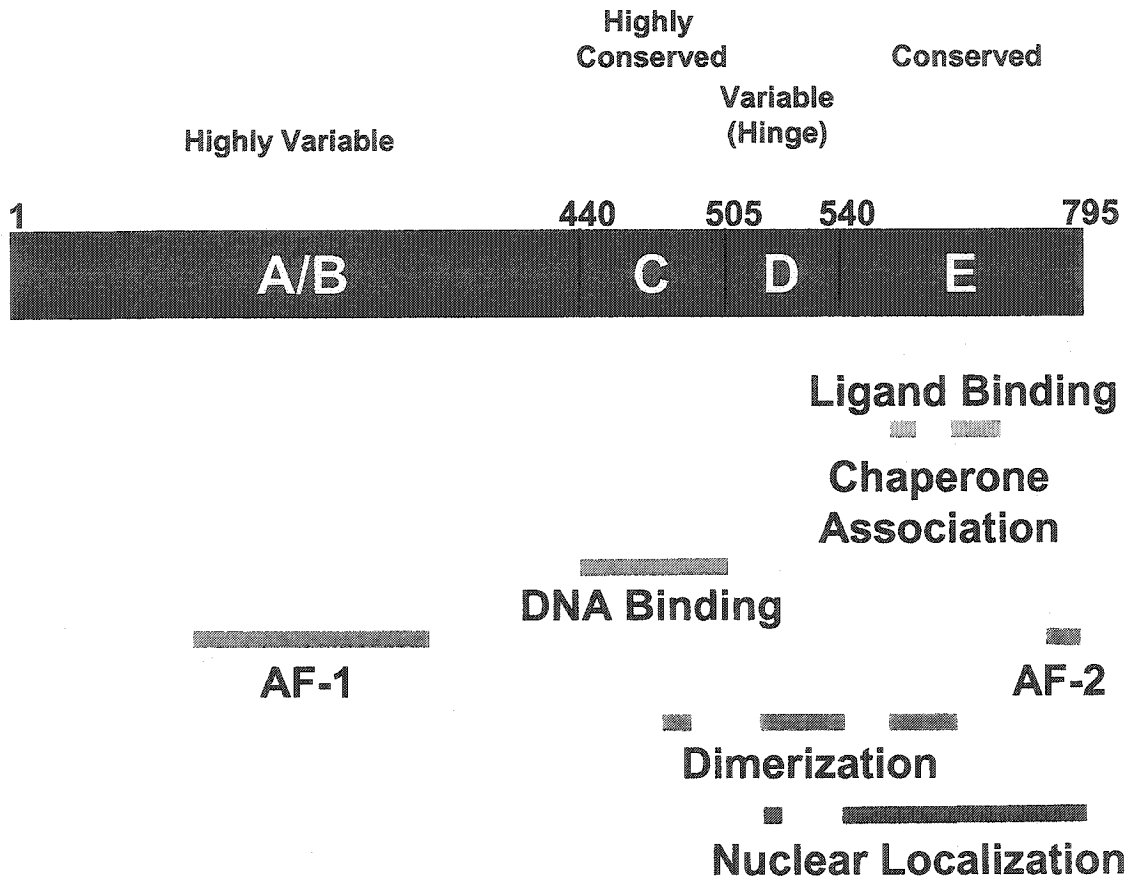 Highly
Conserved
Conserved
Variable
(Hinge)
Highly Variable
1
440
505
540
795
A/B
C
D
E
Ligand Binding
Chaperone
Association
DNA Binding
AF-1
AF-2
Dimerization
Nuclear Localization